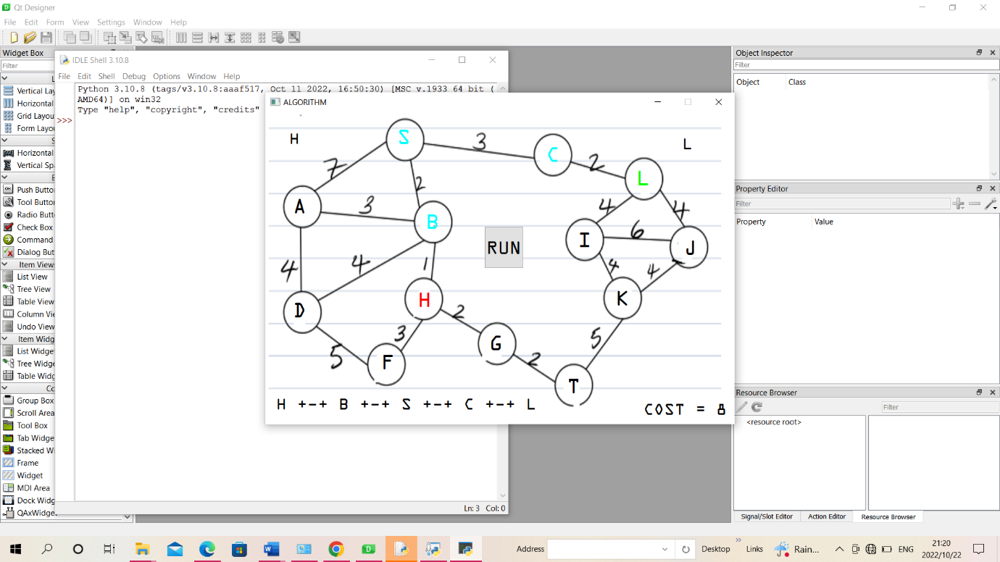 Qt Designer
File Edit Form View Settings Window Help
Widget Box
Filter
L
Vertical Lay
Horizontal
Grid Layou
Form Layou
S
Horizontal
Vertical Spa
B
Push Butto
Tool Button
Radio Butt
Check Box
Command
Dialog But
Item Views
List View
Tree View
Table View
Column Vie
Undo View
Item Widg
List Widge
Tree Widge
Table Widg
Co
Group Box
Scroll Area
Tool Box
Tab Widge
Stacked W
Frame
Widget
MDI Area
Dock Widg
QAxWidge
IDLE Shell 3.10.8
File Edit Shell Debug Options Window Help
Python 3.10.8 (tags/v3.10.8:aaaf517, Oct 11 2022, 16:50:30) [MSC v.1933 64 bit (
AMD64)] on win32
Type "help", "copyright", "credits"
>>>
Ln: 3 Col: 0
ALGORITHM
H L
S 3 C 2 L
7 2 4 4
A 3 B I 6 J
RUN
4 4 1 4 4
D H 2 K
5 3 F G 2 5 T
H +-+ B +-+ S +-+ C +-+ L
COST = 8
Object Inspector
Filter
Object Class
Property Editor
Filter
Property Value
Resource Browser
Filter
<resource root>
Signal/Slot Editor Action Editor Resource Browser
Address Desktop Links Rain... ENG
21:20
2022/10/22